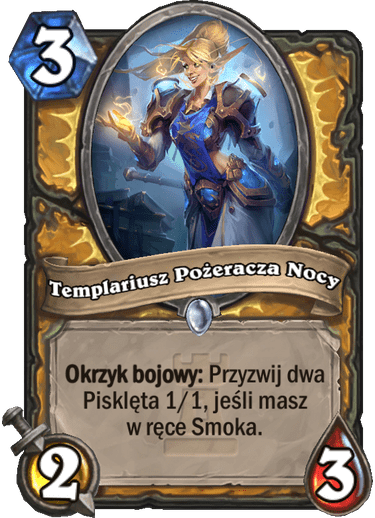 3
Templariusz Pożeracza Nocy
Okrzyk bojowy: Przyzwij dwa
Pisklęta 1/1, jeśli masz
w ręce Smoka.
2
3